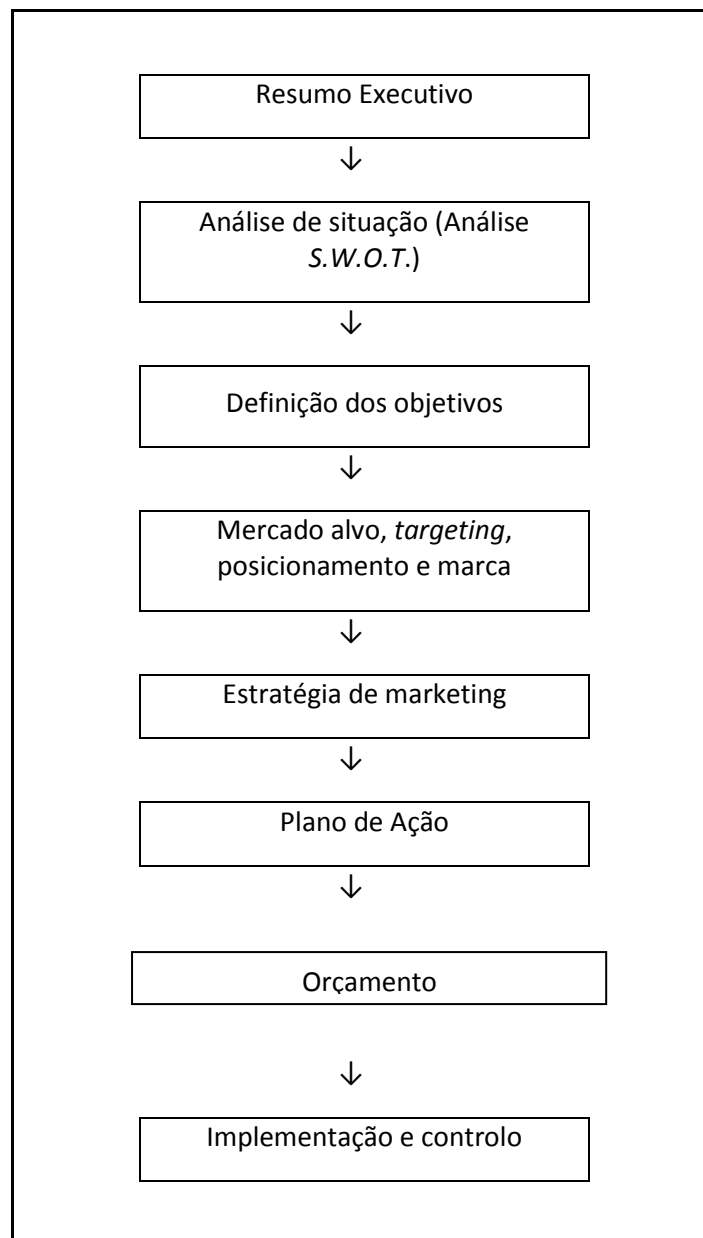 Resumo Executivo
↓
Análise de situação (Análise
S.W.O.T.)
↓
Definição dos objetivos
↓
Mercado alvo, targeting,
posicionamento e marca
↓
Estratégia de marketing
↓
Plano de Ação
↓
Orçamento
↓
Implementação e controlo